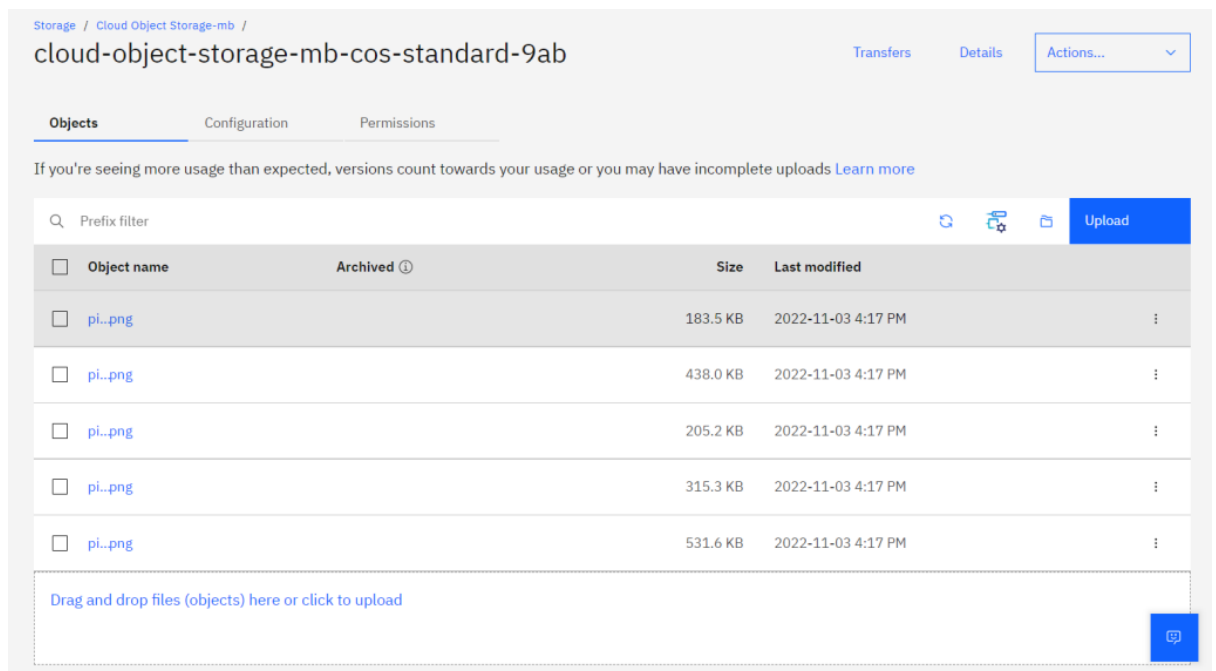 Storage / Cloud Object Storage-mb /
cloud-object-storage-mb-cos-standard-9ab
Transfers Details Actions...
Objects Configuration Permissions
If you're seeing more usage than expected, versions count towards your usage or you may have incomplete uploads Learn more
Prefix filter Upload
Object name Archived Size Last modified
pi...png 183.5 KB 2022-11-03 4:17 PM
pi...png 438.0 KB 2022-11-03 4:17 PM
pi...png 205.2 KB 2022-11-03 4:17 PM
pi...png 315.3 KB 2022-11-03 4:17 PM
pi...png 531.6 KB 2022-11-03 4:17 PM
Drag and drop files (objects) here or click to upload